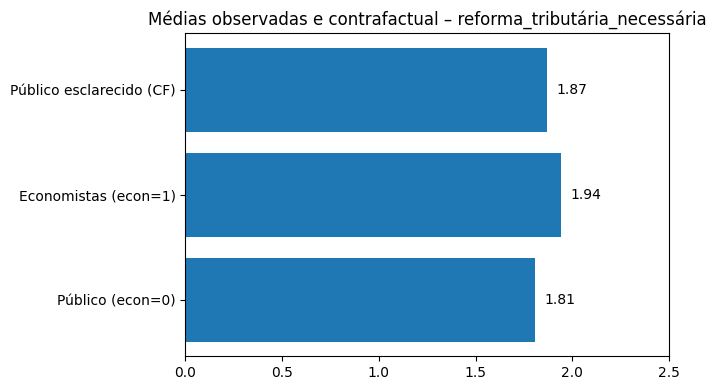 Médias observadas e contrafactual – reforma_tributária_necessária
Público esclarecido (CF)
1.87
Economistas (econ=1)
1.94
Público (econ=0)
1.81
0.0 0.5 1.0 1.5 2.0 2.5